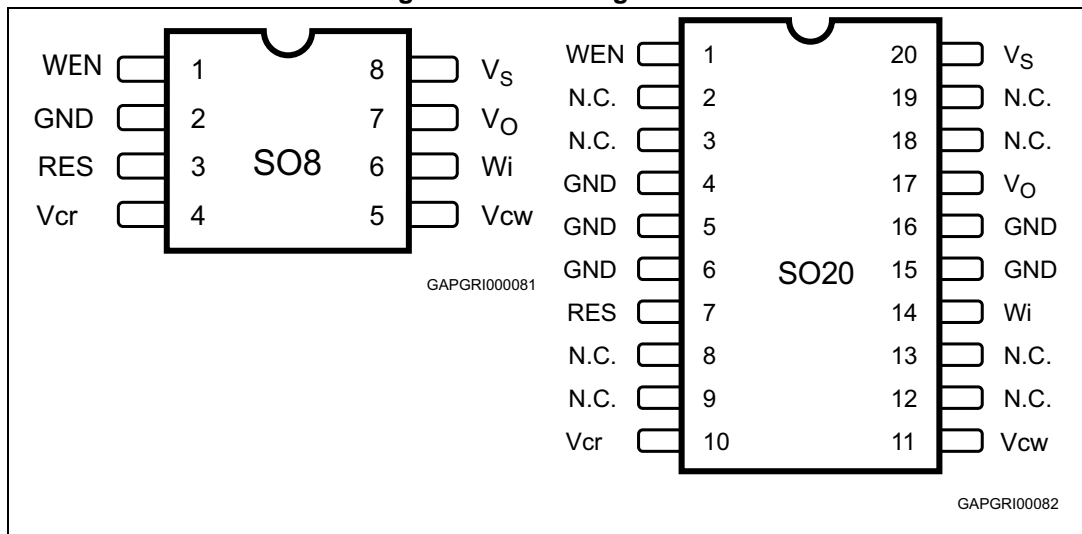 WEN 1 8 VS
GND 2 7 VO
RES 3 SO8 6 Wi
Vcr 4 5 Vcw
GAPGRI000081
WEN 1 20 VS
N.C. 2 19 N.C.
N.C. 3 18 N.C.
GND 4 17 VO
GND 5 16 GND
GND 6 SO20 15 GND
RES 7 14 Wi
N.C. 8 13 N.C.
N.C. 9 12 N.C.
Vcr 10 11 Vcw
GAPGRI00082